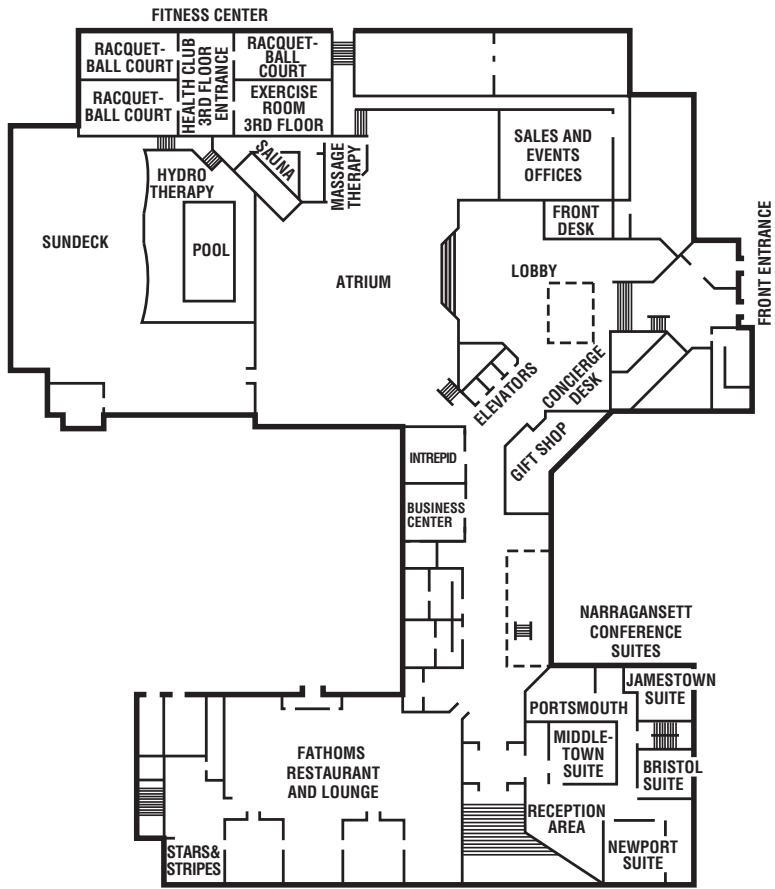 FITNESS CENTER
RACQUET-
BALL COURT
HEALTH CLUB
3RD FLOOR
ENTRANCE
RACQUET-
BALL
COURT
RACQUET-
BALL COURT
EXERCISE
ROOM
3RD FLOOR
SAUNA
MASSAGE
THERAPY
HYDRO
THERAPY
SALES AND
EVENTS
OFFICES
FRONT
DESK
SUNDECK
POOL
ATRIUM
LOBBY
FRONT ENTRANCE
ELEVATORS
CONCIERGE
DESK
GIFT SHOP
INTREPID
BUSINESS
CENTER
NARRAGANSETT
CONFERENCE
SUITES
JAMESTOWN
SUITE
PORTSMOUTH
MIDDLE-
TOWN
SUITE
BRISTOL
SUITE
FATHOMS
RESTAURANT
AND LOUNGE
RECEPTION
AREA
NEWPORT
SUITE
STARS&
STRIPES